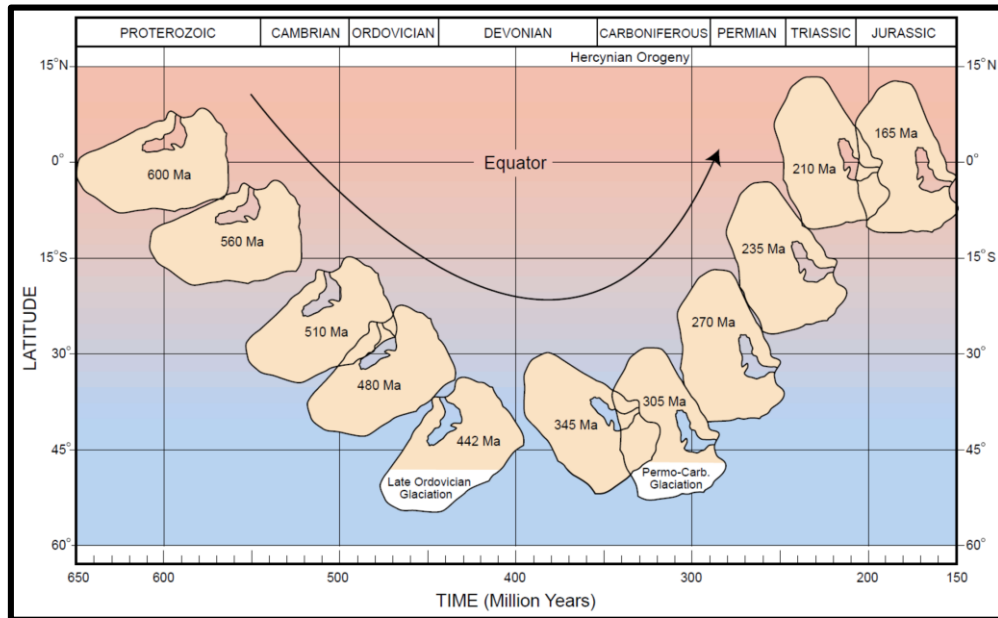 PROTEROZOIC CAMBRIAN ORDOVICIAN DEVONIAN CARBONIFEROUS PERMIAN TRIASSIC JURASSIC
Hercynian Orogeny
15°N 15°N
0° Equator 0°
15°S 15°S
30° 30°
45° 45°
60° 60°
LATITUDE
600 Ma
560 Ma
510 Ma
480 Ma
442 Ma
Late Ordovician
Glaciation
345 Ma
305 Ma
Permo-Carb.
Glaciation
270 Ma
235 Ma
210 Ma
165 Ma
650 600 500 400 300 200 150
TIME (Million Years)